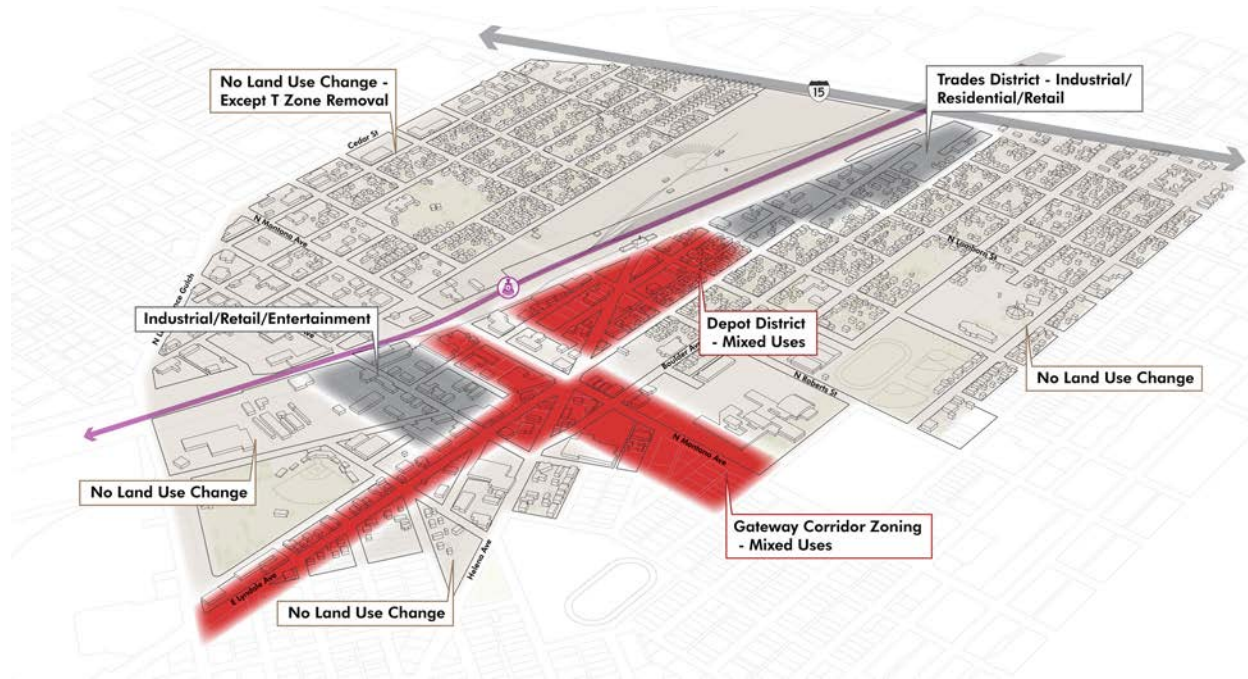 No Land Use Change -
Except T Zone Removal
15
Trades District - Industrial/
Residential/Retail
Cedar St
N Montana Ave
N Lamborn St
Industrial/Retail/Entertainment
Depot District
- Mixed Uses
Boulder Ave
N Roberts St
No Land Use Change
N Montana Ave
No Land Use Change
Gateway Corridor Zoning
- Mixed Uses
E Lyndale Ave
Helena Ave
No Land Use Change